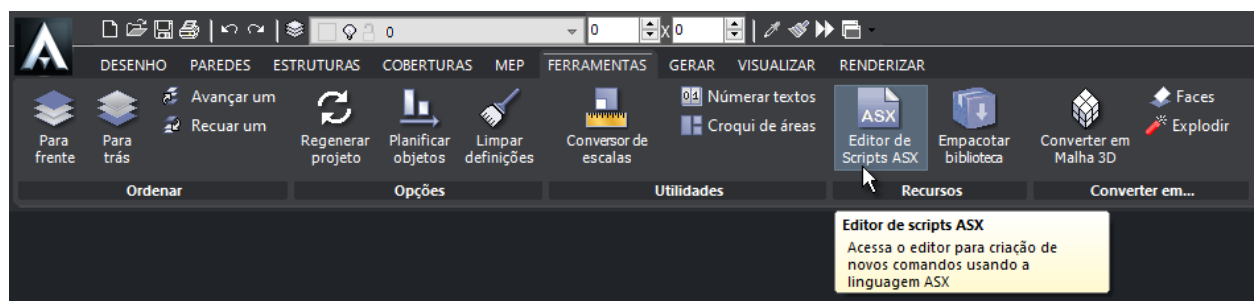 0 0 X 0
DESENHO PAREDES ESTRUTURAS COBERTURAS MEP FERRAMENTAS GERAR VISUALIZAR RENDERIZAR
Para
frente
Para
trás
Avançar um
Recuar um
Ordenar
Regenerar
projeto
Planificar
objetos
Limpar
definições
Opções
Conversor de
escalas
Númerar textos
Croqui de áreas
Utilidades
ASX
Editor de
Scripts ASX
Empacotar
biblioteca
Recursos
Converter em
Malha 3D
Faces
Explodir
Converter em...
Editor de scripts ASX
Acessa o editor para criação de
novos comandos usando a
linguagem ASX